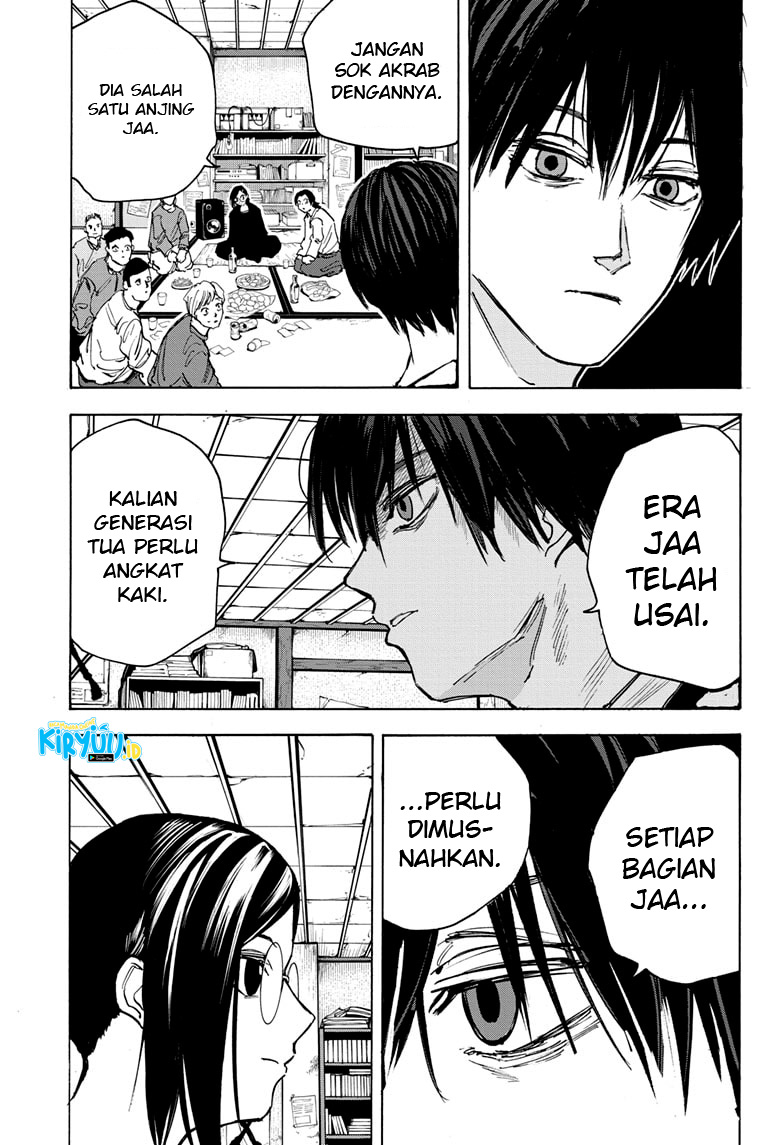 JANGAN
SOK AKRAB
DENGANNYA.
DIA SALAH
SATU ANJING
JAA.
ERA
JAA
TELAH
USAI.
KALIAN
GENERASI
TUA PERLU
ANGKAT
KAKI.
KIRYUU.ID
SETIAP
BAGIAN
JAA...
...PERLU
DIMUS-
NAHKAN.